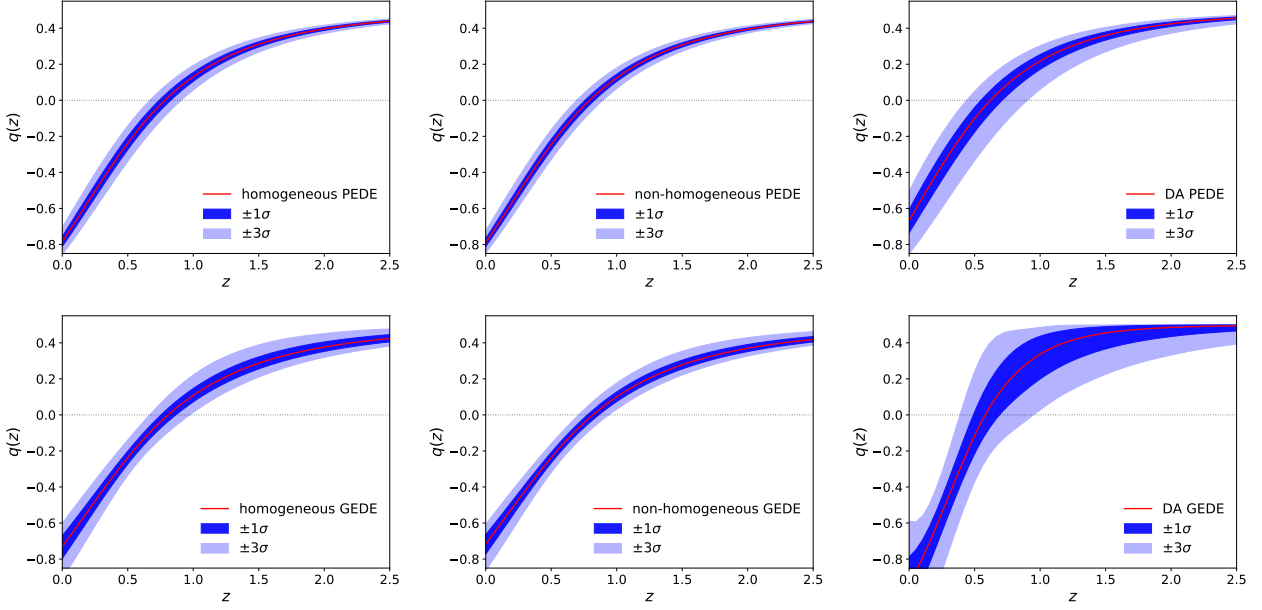 0.4
0.2
0.0
−0.2
−0.4
−0.6
−0.8
q(z)
homogeneous PEDE
±1σ
±3σ
0.0 0.5 1.0 1.5 2.0 2.5
z
0.4
0.2
0.0
−0.2
−0.4
−0.6
−0.8
q(z)
non-homogeneous PEDE
±1σ
±3σ
0.0 0.5 1.0 1.5 2.0 2.5
z
0.4
0.2
0.0
−0.2
−0.4
−0.6
−0.8
q(z)
DA PEDE
±1σ
±3σ
0.0 0.5 1.0 1.5 2.0 2.5
z
0.4
0.2
0.0
−0.2
−0.4
−0.6
−0.8
q(z)
homogeneous GEDE
±1σ
±3σ
0.0 0.5 1.0 1.5 2.0 2.5
z
0.4
0.2
0.0
−0.2
−0.4
−0.6
−0.8
q(z)
non-homogeneous GEDE
±1σ
±3σ
0.0 0.5 1.0 1.5 2.0 2.5
z
0.4
0.2
0.0
−0.2
−0.4
−0.6
−0.8
q(z)
DA GEDE
±1σ
±3σ
0.0 0.5 1.0 1.5 2.0 2.5
z